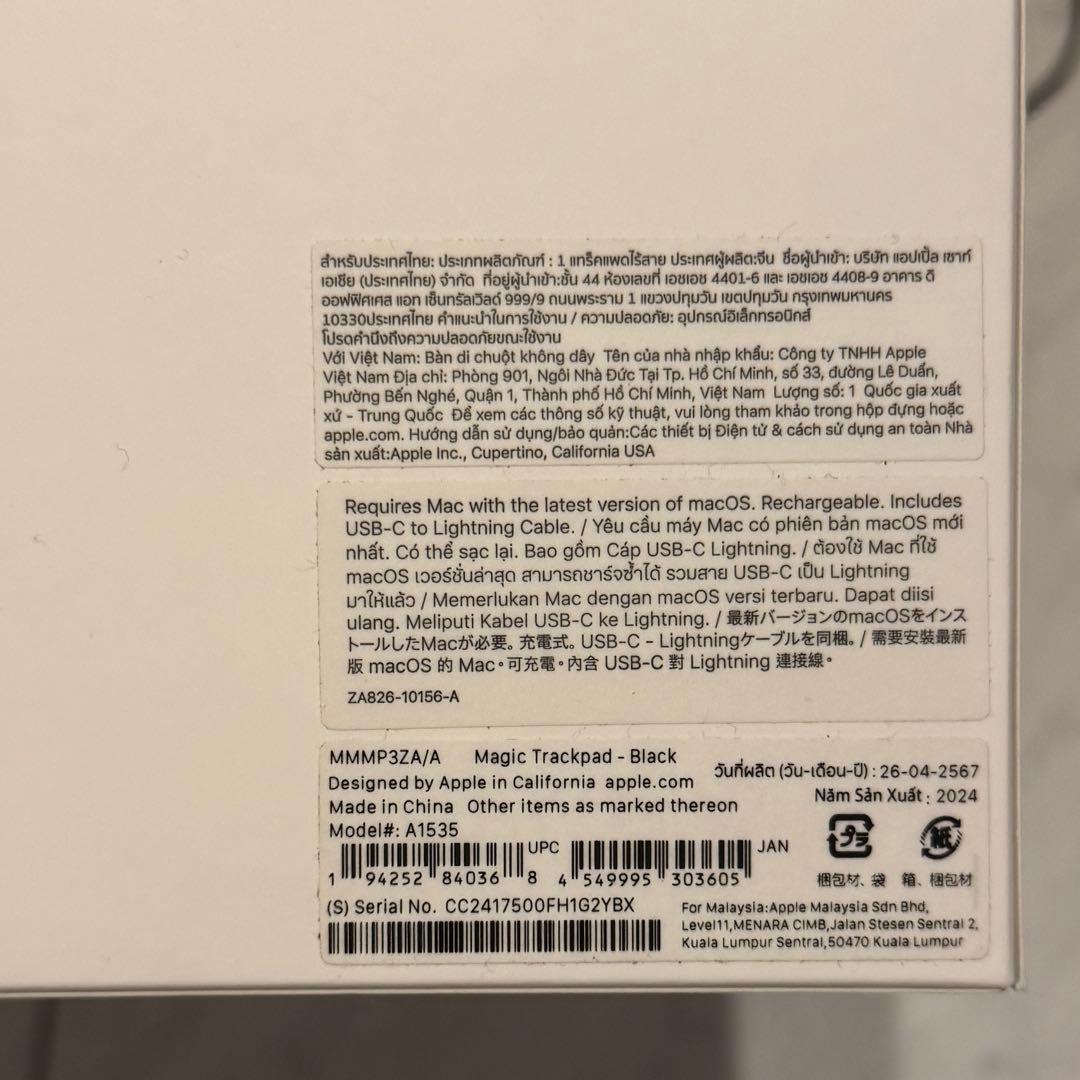 สำหรับประเทศไทย: ประเภทผลิตภัณฑ์ : 1 แทร็คแพดไร้สาย ประเทศผู้ผลิต:จีน ชื่อผู้นำเข้า: บริษัท แอปเปิ้ล เซาท์
เอเชีย (ประเทศไทย) จำกัด ที่อยู่ผู้นำเข้า:ชั้น 44 ห้องเลขที่ เอชเอช 4401-6 และ เอชเอช 4408-9 อาคาร ดิ
ออฟฟิศเศส แอท เซ็นทรัลเวิลด์ 999/9 ถนนพระราม 1 แขวงปทุมวัน เขตปทุมวัน กรุงเทพมหานคร
10330ประเทศไทย คำแนะนำในการใช้งาน / ความปลอดภัย: อุปกรณ์อิเล็กทรอนิกส์
โปรดคำนึงถึงความปลอดภัยขณะใช้งาน
Với Việt Nam: Bàn di chuột không dây Tên của nhà nhập khẩu: Công ty TNHH Apple
Việt Nam Địa chỉ: Phòng 901, Ngôi Nhà Đức Tại Tp. Hồ Chí Minh, số 33, đường Lê Duẩn,
Phường Bến Nghé, Quận 1, Thành phố Hồ Chí Minh, Việt Nam Lượng số: 1 Quốc gia xuất
xứ - Trung Quốc Để xem các thông số kỹ thuật, vui lòng tham khảo trong hộp đựng hoặc
apple.com. Hướng dẫn sử dụng/bảo quản:Các thiết bị Điện tử & cách sử dụng an toàn Nhà
sản xuất:Apple Inc., Cupertino, California USA
Requires Mac with the latest version of macOS. Rechargeable. Includes
USB-C to Lightning Cable. / Yêu cầu máy Mac có phiên bản macOS mới
nhất. Có thể sạc lại. Bao gồm Cáp USB-C Lightning. / ต้องใช้ Mac ที่ใช้
macOS เวอร์ชั่นล่าสุด สามารถชาร์จซ้ำได้ รวมสาย USB-C เป็น Lightning
มาให้แล้ว / Memerlukan Mac dengan macOS versi terbaru. Dapat diisi
ulang. Meliputi Kabel USB-C ke Lightning. / 最新バージョンのmacOSをインス
トールしたMacが必要。充電式。USB-C - Lightningケーブルを同梱。/ 需要安裝最新
版 macOS 的 Mac。可充電。內含 USB-C 對 Lightning 連接線。
ZA826-10156-A
MMMP3ZA/A Magic Trackpad - Black
Designed by Apple in California apple.com
Made in China Other items as marked thereon
Model#: A1535
วันที่ผลิต (วัน-เดือน-ปี) : 26-04-2567
Năm Sản Xuất : 2024
プラ 紙
梱包材、袋 箱、梱包材
UPC JAN
1 94252 84036 8 4 549995 303605
(S) Serial No. CC2417500FH1G2YBX
For Malaysia:Apple Malaysia Sdn Bhd,
Level11,MENARA CIMB,Jalan Stesen Sentral 2,
Kuala Lumpur Sentral,50470 Kuala Lumpur